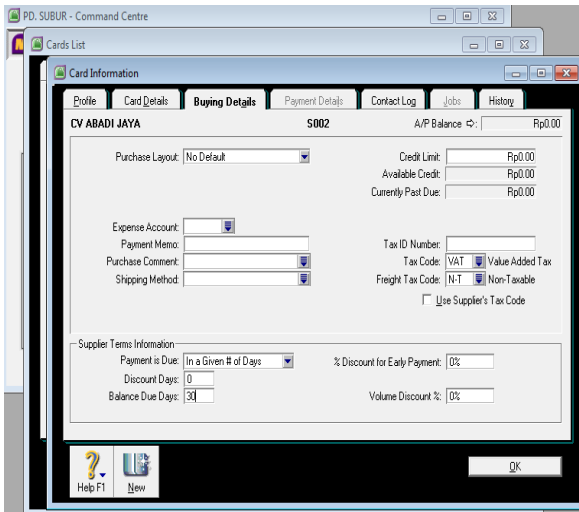 PD. SUBUR - Command Centre
Cards List
Card Information
Profile Card Details Buying Details Payment Details Contact Log Jobs History
CV ABADI JAYA S002 A/P Balance ⇨: Rp0.00
Purchase Layout: No Default Credit Limit: Rp0.00
Available Credit: Rp0.00
Currently Past Due: Rp0.00
Expense Account:
Payment Memo: Tax ID Number:
Purchase Comment: Tax Code: VAT Value Added Tax
Shipping Method: Freight Tax Code: N-T Non-Taxable
Use Supplier's Tax Code
Supplier Terms Information
Payment is Due: In a Given # of Days % Discount for Early Payment: 0%
Discount Days: 0
Balance Due Days: 30 Volume Discount %: 0%
Help F1 New OK